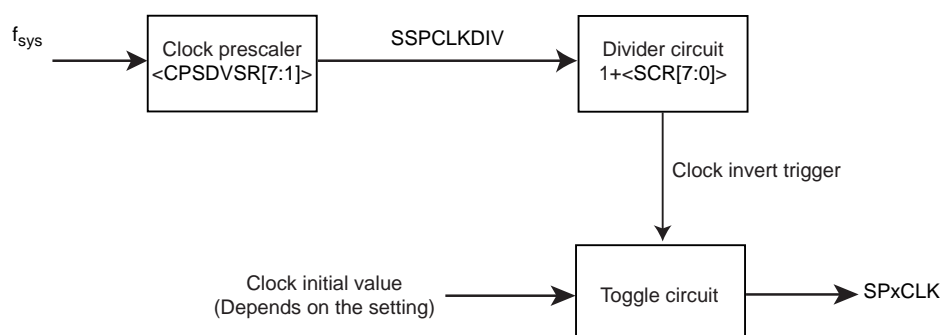 fsys
Clock prescaler
<CPSDVSR[7:1]>
SSPCLKDIV
Divider circuit
1+<SCR[7:0]>
Clock invert trigger
Clock initial value
(Depends on the setting)
Toggle circuit
SPxCLK